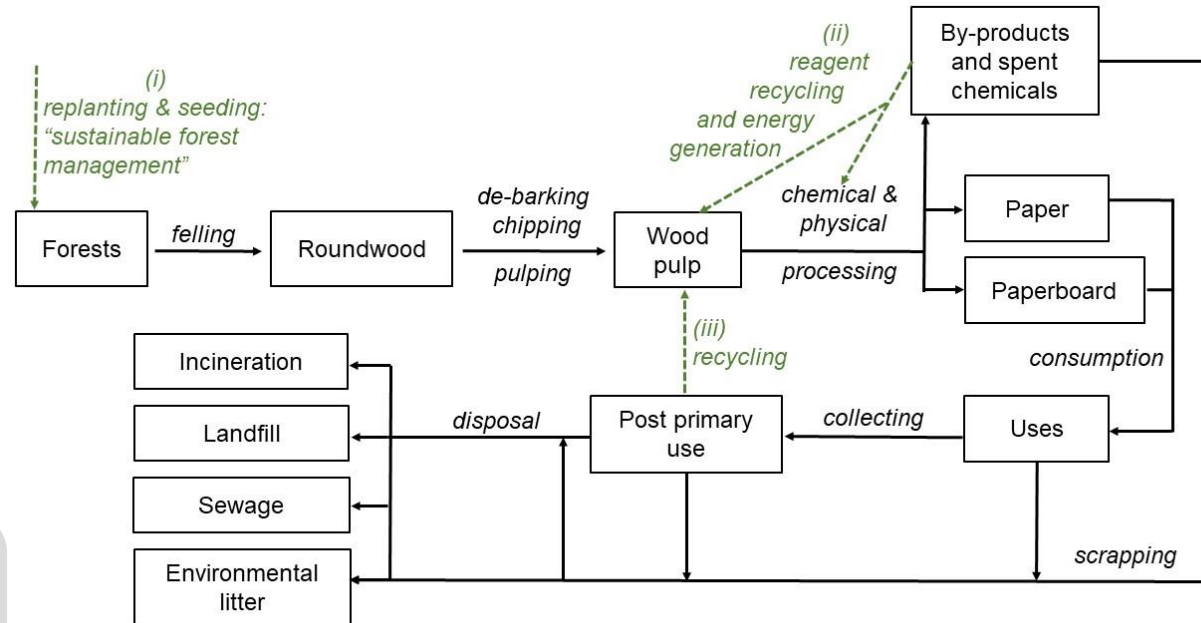 (i)
replanting & seeding:
"sustainable forest
management"
(ii)
reagent
recycling
and energy
generation
By-products
and spent
chemicals
Forests
felling
Roundwood
de-barking
chipping
pulping
Wood
pulp
chemical &
physical
processing
Paper
Paperboard
(iii)
recycling
consumption
Incineration
Landfill
Sewage
Environmental
litter
disposal
Post primary
use
collecting
Uses
scrapping